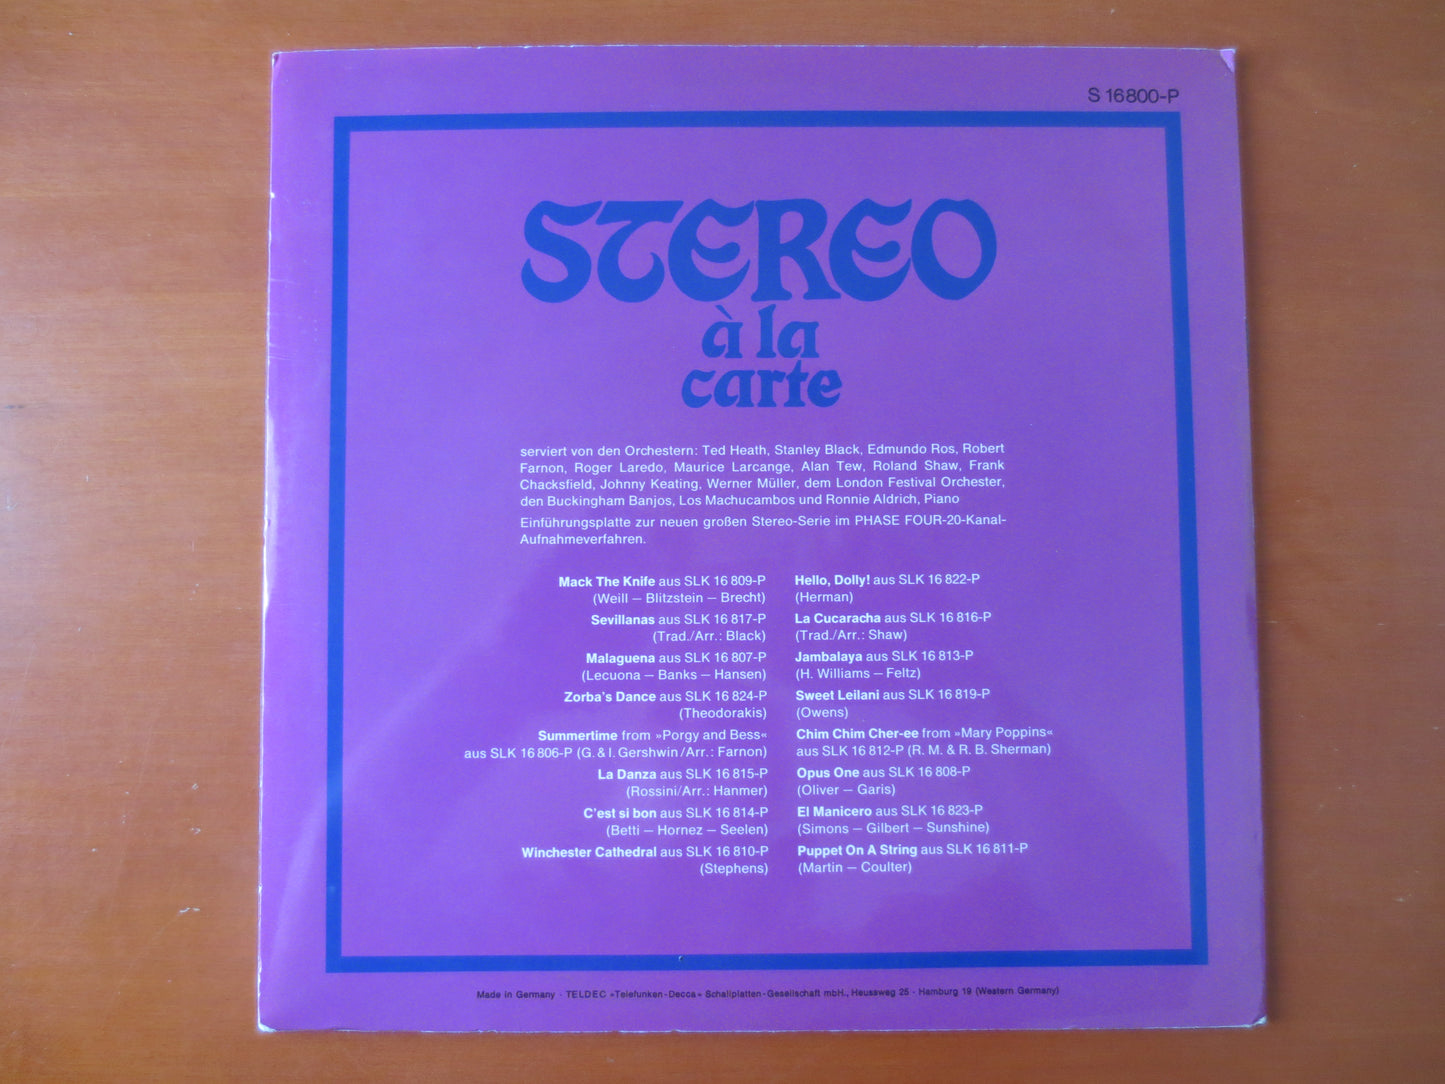 S 16800-P
STEREO
à la
carte
serviert von den Orchestern: Ted Heath, Stanley Black, Edmundo Ros, Robert
Farnon, Roger Laredo, Maurice Larcange, Alan Tew, Roland Shaw, Frank
Chacksfield, Johnny Keating, Werner Müller, dem London Festival Orchester,
den Buckingham Banjos, Los Machucambos und Ronnie Aldrich, Piano
Einführungsplatte zur neuen großen Stereo-Serie im PHASE FOUR-20-Kanal-
Aufnahmeverfahren.
Mack The Knife aus SLK 16 809-P
(Weill — Blitzstein — Brecht)
Sevillanas aus SLK 16 817-P
(Trad./Arr.: Black)
Malaguena aus SLK 16 807-P
(Lecuona — Banks — Hansen)
Zorba's Dance aus SLK 16 824-P
(Theodorakis)
Summertime from »Porgy and Bess«
aus SLK 16 806-P (G. & I. Gershwin/Arr.: Farnon)
La Danza aus SLK 16 815-P
(Rossini/Arr.: Hanmer)
C'est si bon aus SLK 16 814-P
(Betti — Hornez — Seelen)
Winchester Cathedral aus SLK 16 810-P
(Stephens)
Hello, Dolly! aus SLK 16 822-P
(Herman)
La Cucaracha aus SLK 16 816-P
(Trad./Arr.: Shaw)
Jambalaya aus SLK 16 813-P
(H. Williams — Feltz)
Sweet Leilani aus SLK 16 819-P
(Owens)
Chim Chim Cher-ee from »Mary Poppins«
aus SLK 16 812-P (R. M. & R. B. Sherman)
Opus One aus SLK 16 808-P
(Oliver — Garis)
El Manicero aus SLK 16 823-P
(Simons — Gilbert — Sunshine)
Puppet On A String aus SLK 16 811-P
(Martin — Coulter)
Made in Germany · TELDEC »Telefunken-Decca« Schallplatten-Gesellschaft mbH., Heussweg 25 · Hamburg 19 (Western Germany)